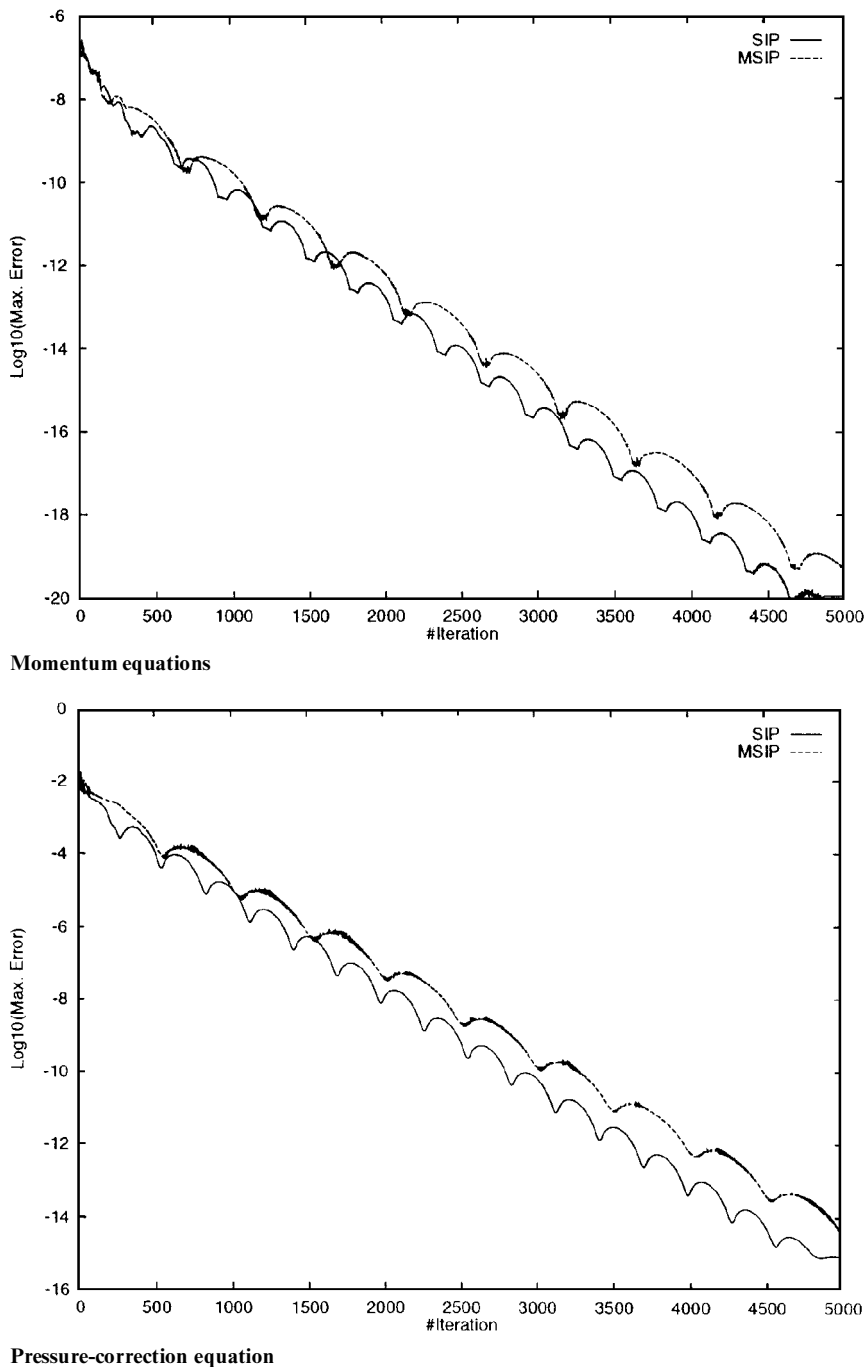 -6
SIP
MSIP
-8
-10
Log10(Max. Error)
-12
-14
-16
-18
-20
0 500 1000 1500 2000 2500 3000 3500 4000 4500 5000
#Iteration
Momentum equations
0
SIP
MSIP
-2
-4
-6
Log10(Max. Error)
-8
-10
-12
-14
-16
0 500 1000 1500 2000 2500 3000 3500 4000 4500 5000
#Iteration
Pressure-correction equation